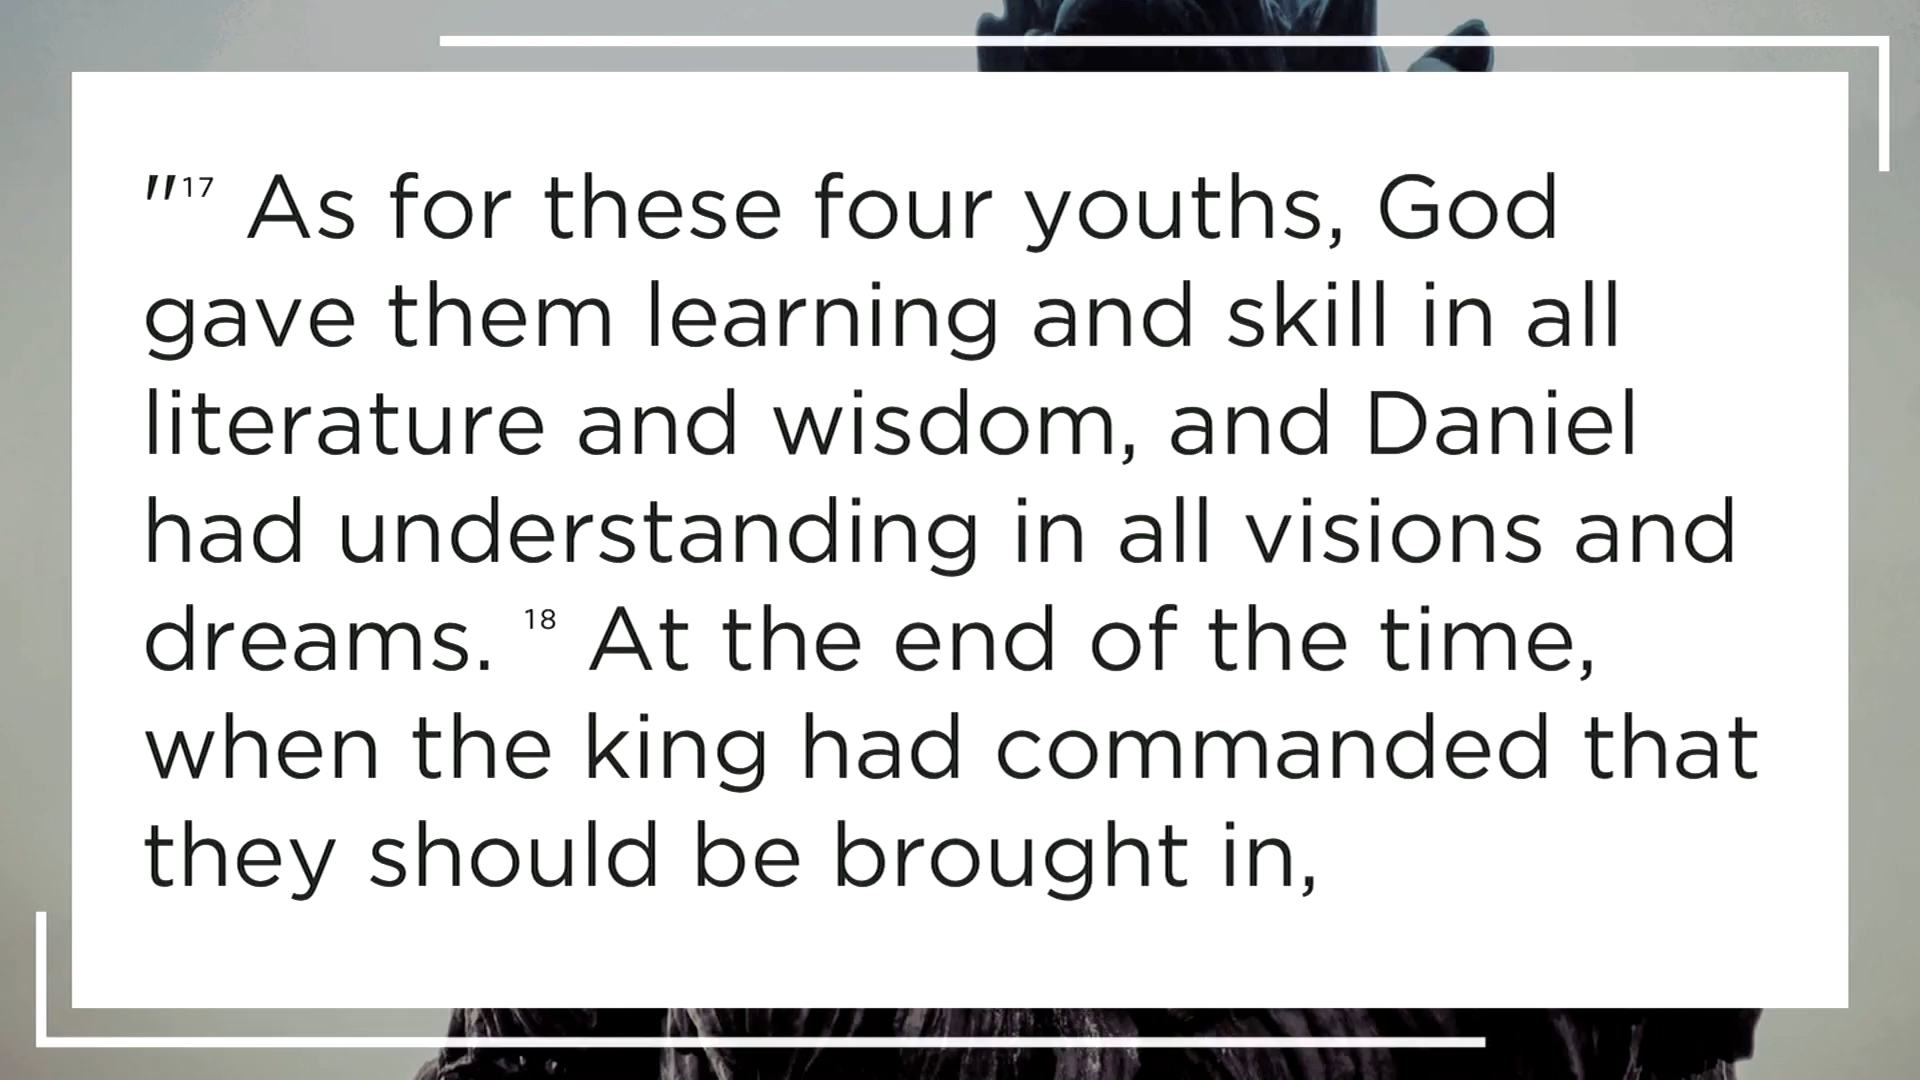 "17 As for these four youths, God
gave them learning and skill in all
literature and wisdom, and Daniel
had understanding in all visions and
dreams. 18 At the end of the time,
when the king had commanded that
they should be brought in,